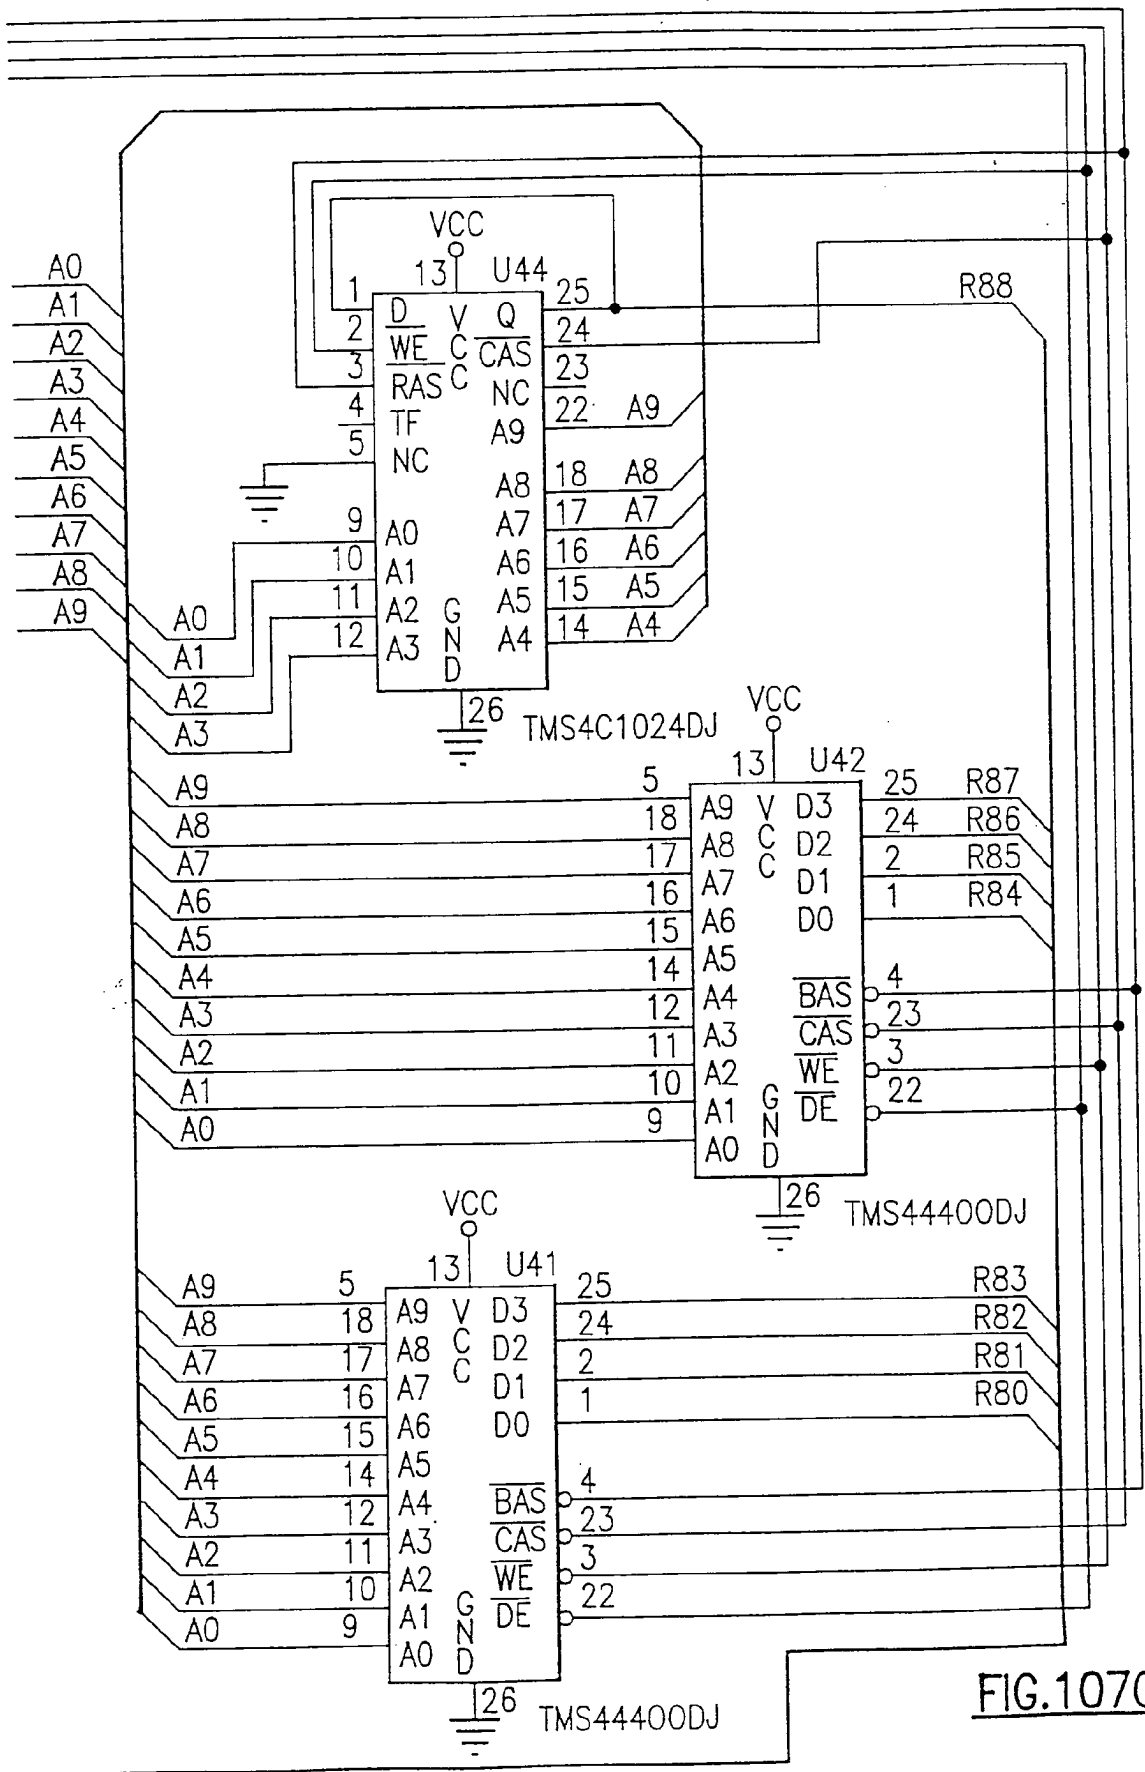 A0
A1
A2
A3
A4
A5
A6
A7
A8
A9
VCC
13 U44
1 D V Q 25 R88
2 WE C CAS 24
3 RAS C NC 23
4 TF A9 22 A9
5 NC
A8 18 A8
A7 17 A7
A6 16 A6
A5 15 A5
A4 14 A4
A0 9 A0
A1 10 A1
A2 11 A2 G
A3 12 A3 N
D
26 TMS4C1024DJ
VCC
13 U42
A9 5 A9 V D3 25 R87
A8 18 A8 C D2 24 R86
A7 17 A7 C D1 2 R85
A6 16 A6 D0 1 R84
A5 15 A5
A4 14 A4 BAS 4
A3 12 A3 CAS 23
A2 11 A2 WE 3
A1 10 A1 G DE 22
A0 9 A0 N
D
26 TMS44400DJ
VCC
13 U41
A9 5 A9 V D3 25 R83
A8 18 A8 C D2 24 R82
A7 17 A7 C D1 2 R81
A6 16 A6 D0 1 R80
A5 15 A5
A4 14 A4 BAS 4
A3 12 A3 CAS 23
A2 11 A2 WE 3
A1 10 A1 G DE 22
A0 9 A0 N
D
26 TMS44400DJ